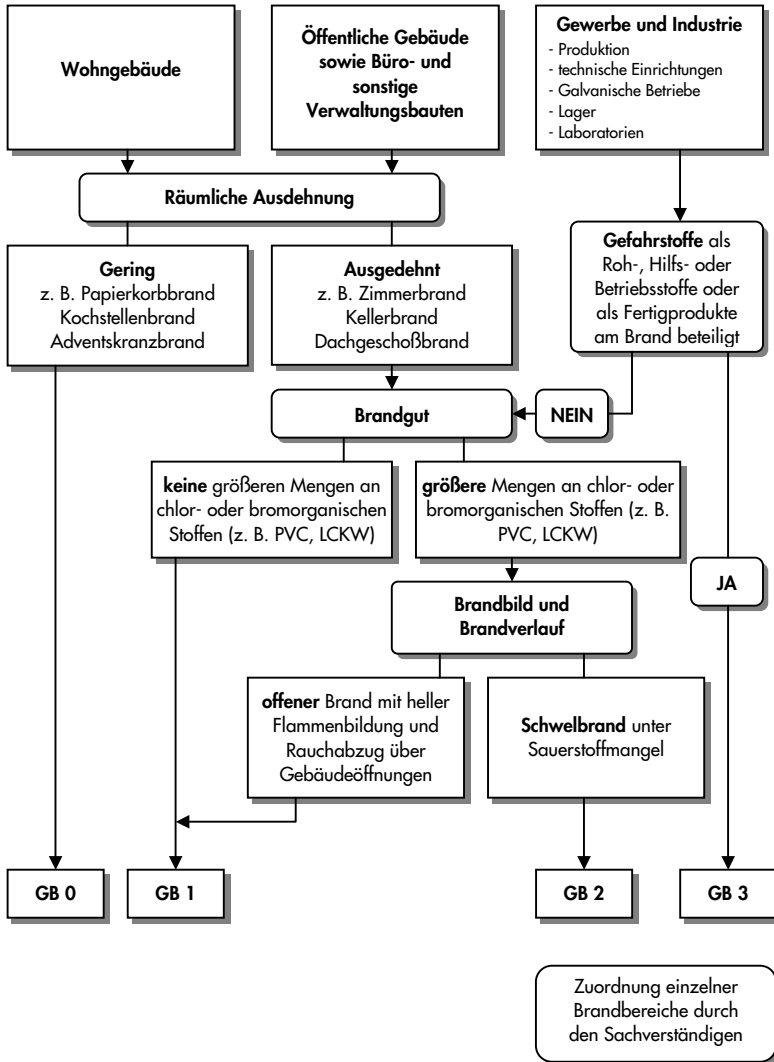 Wohngebäude
Öffentliche Gebäude
sowie Büro- und
sonstige
Verwaltungsbauten
Gewerbe und Industrie
- Produktion
- technische Einrichtungen
- Galvanische Betriebe
- Lager
- Laboratorien
Räumliche Ausdehnung
Gering
z. B. Papierkorbbrand
Kochstellenbrand
Adventskranzbrand
Ausgedehnt
z. B. Zimmerbrand
Kellerbrand
Dachgeschoßbrand
Gefahrstoffe als
Roh-, Hilfs- oder
Betriebsstoffe oder
als Fertigprodukte
am Brand beteiligt
Brandgut
NEIN
keine größeren Mengen an
chlor- oder bromorganischen
Stoffen (z. B. PVC, LCKW)
größere Mengen an chlor- oder
bromorganischen Stoffen (z. B.
PVC, LCKW)
JA
Brandbild und
Brandverlauf
offener Brand mit heller
Flammenbildung und
Rauchabzug über
Gebäudeöffnungen
Schwelbrand unter
Sauerstoffmangel
GB 0
GB 1
GB 2
GB 3
Zuordnung einzelner
Brandbereiche durch
den Sachverständigen